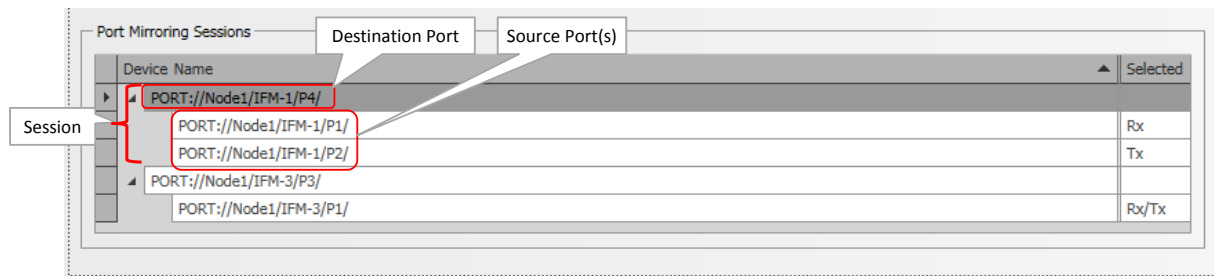 Port Mirroring Sessions
Destination Port
Source Port(s)
Device Name
Selected
Session
PORT://Node1/IFM-1/P4/
PORT://Node1/IFM-1/P1/
Rx
PORT://Node1/IFM-1/P2/
Tx
PORT://Node1/IFM-3/P3/
PORT://Node1/IFM-3/P1/
Rx/Tx